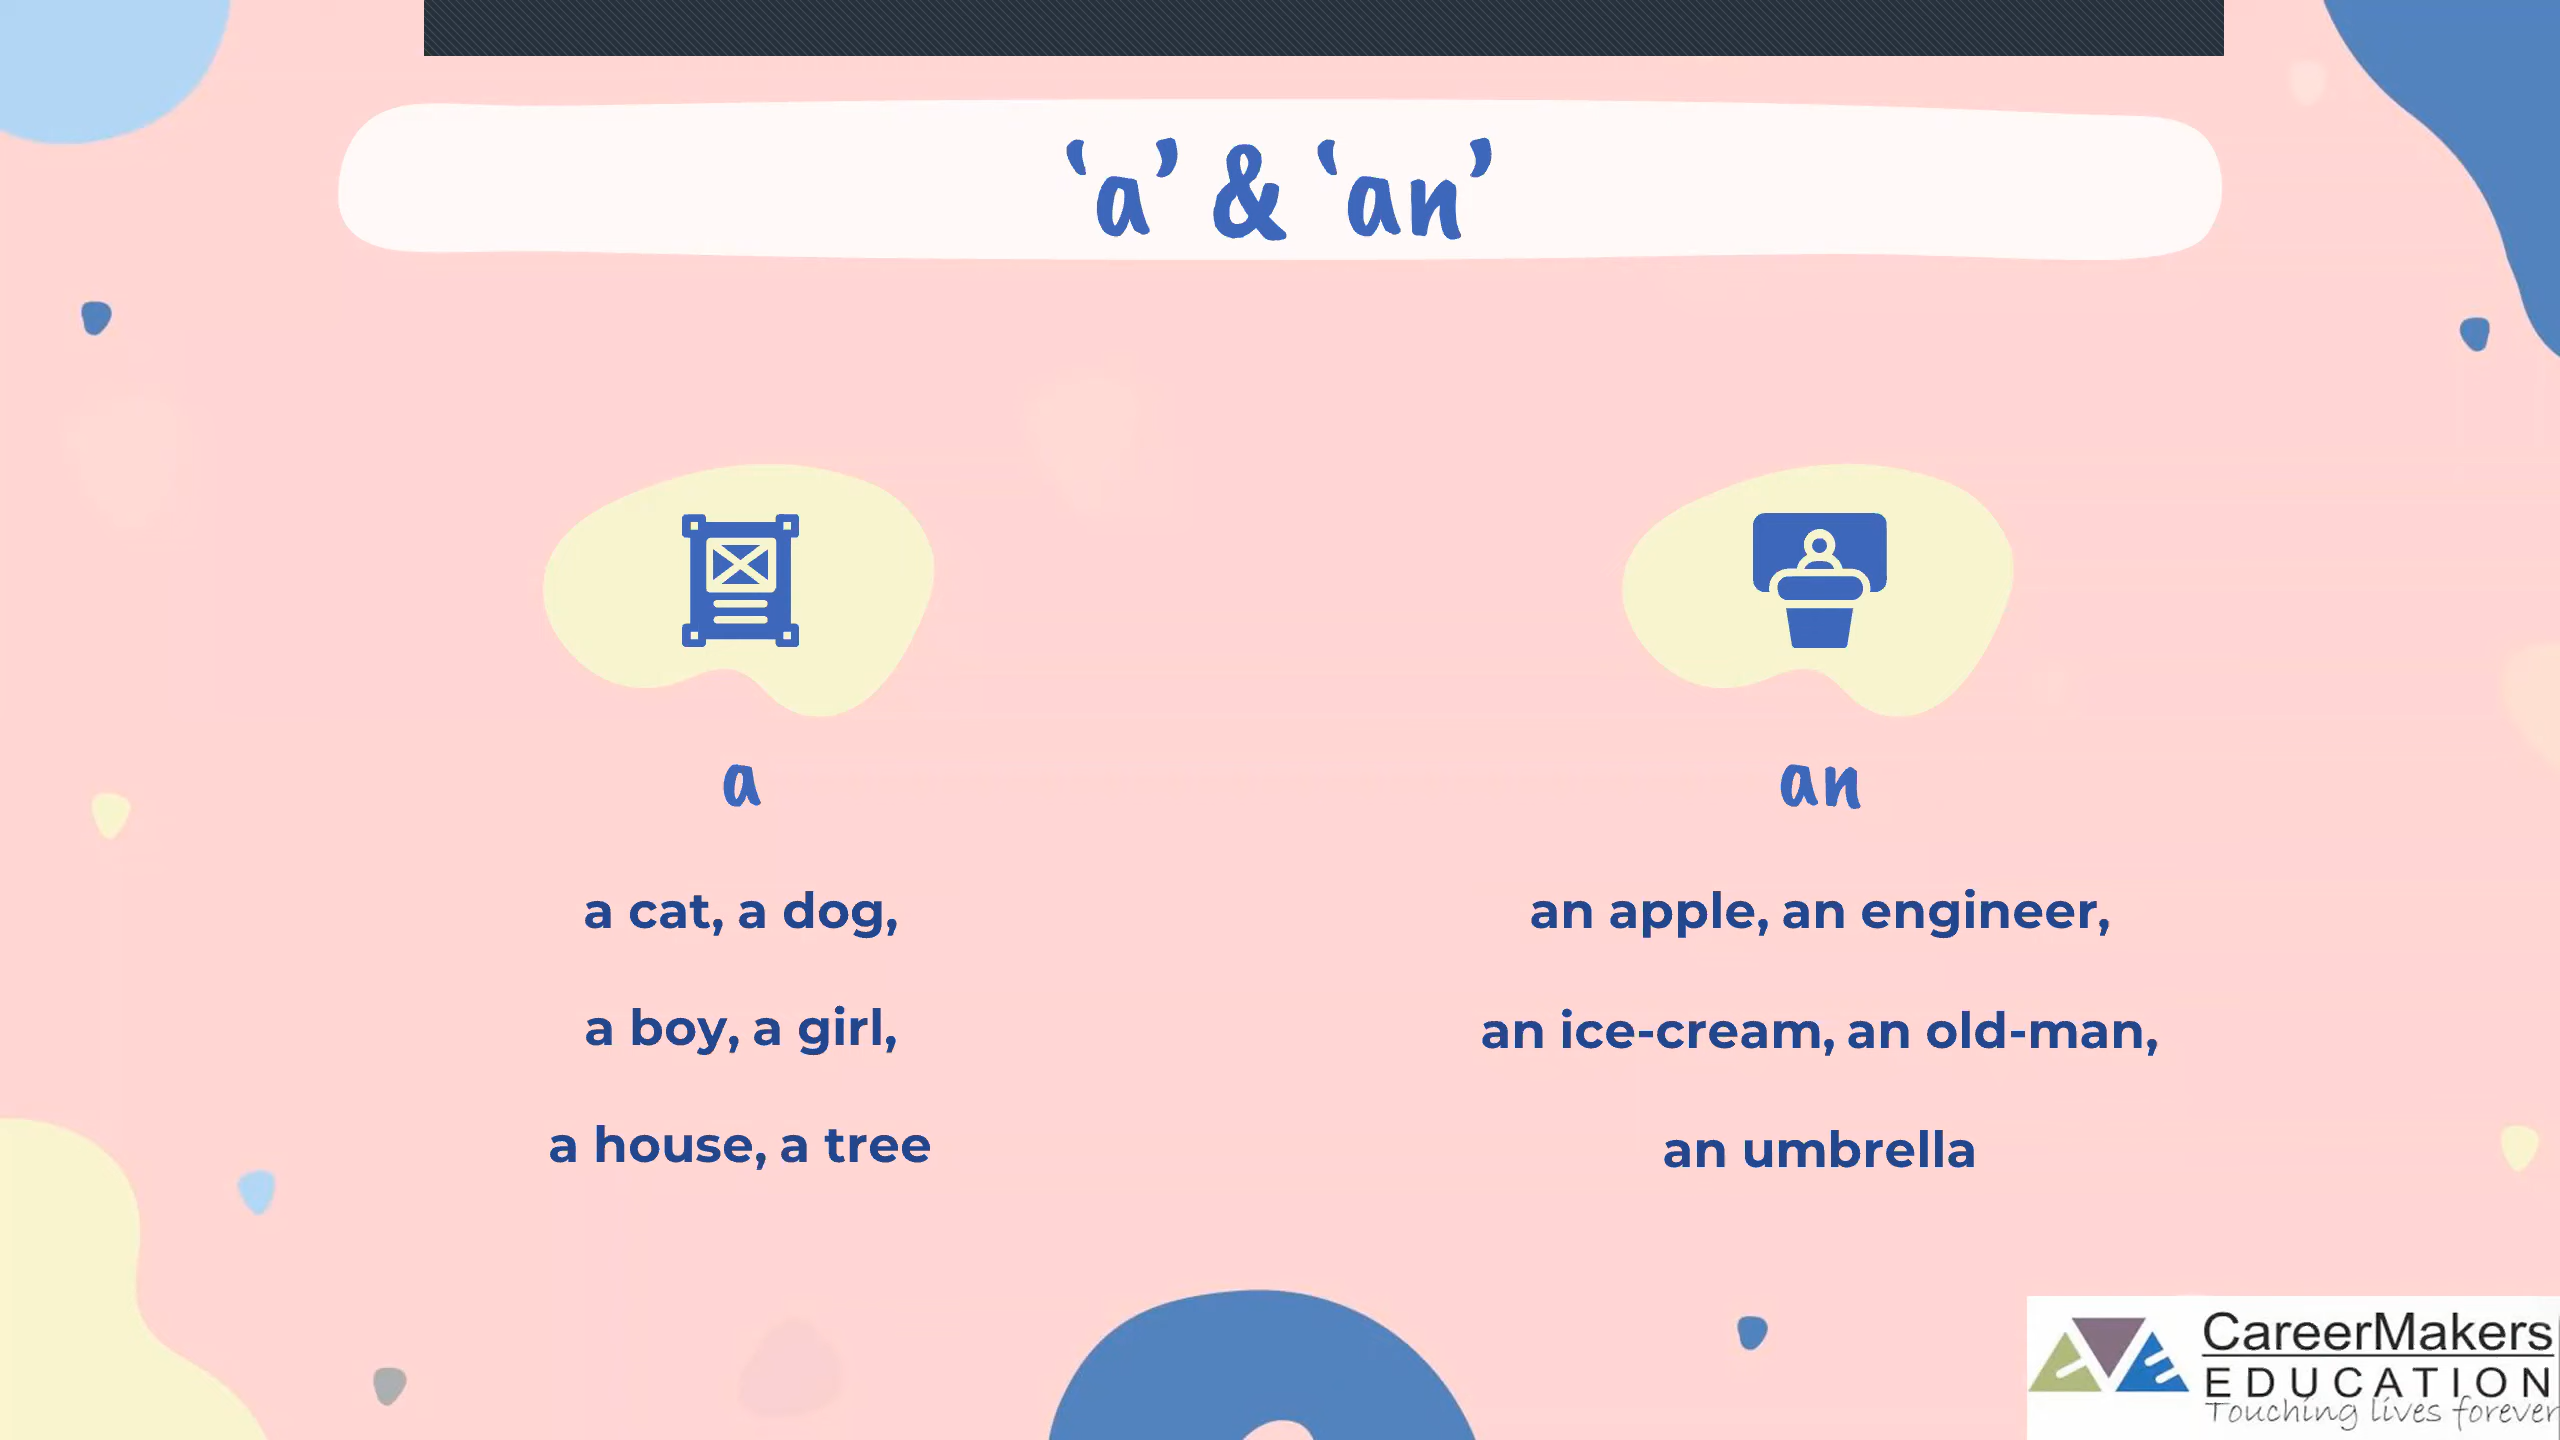 ‘a’ & ‘an’
a
a cat, a dog,
a boy, a girl,
a house, a tree
an
an apple, an engineer,
an ice-cream, an old-man,
an umbrella
CareerMakers
EDUCATION
Touching lives forever